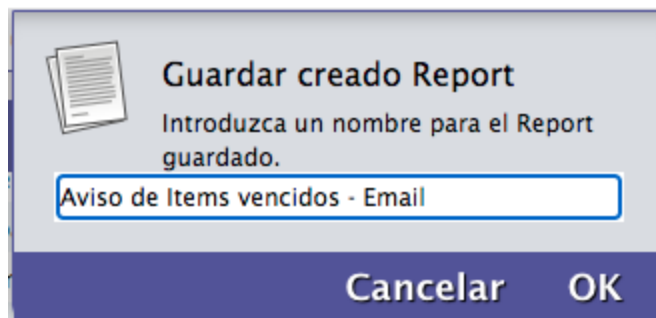 Guardar creado Report
Introduzca un nombre para el Report
guardado.
Aviso de Items vencidos - Email
Cancelar OK